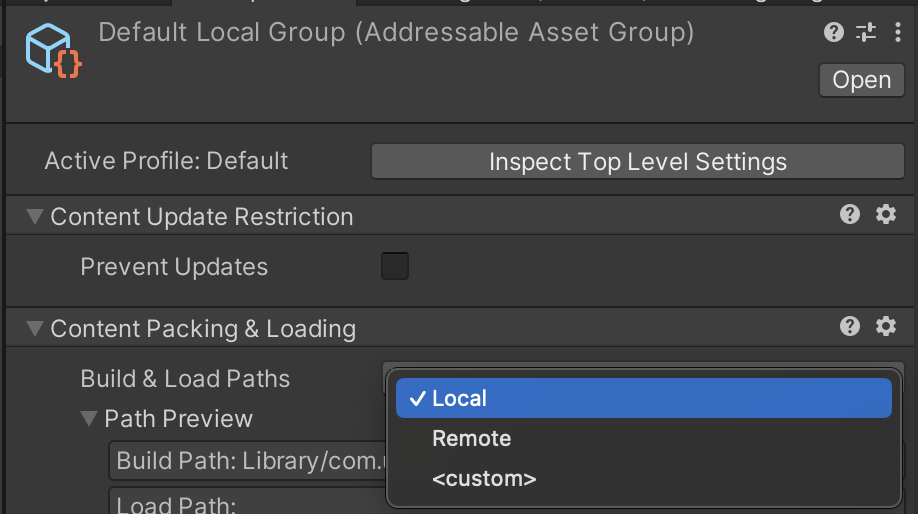 Default Local Group (Addressable Asset Group)
Open
Active Profile: Default
Inspect Top Level Settings
Content Update Restriction
Prevent Updates
Content Packing & Loading
Build & Load Paths
Local
Remote
<custom>
Path Preview
Build Path: Library/com.
Load Path: